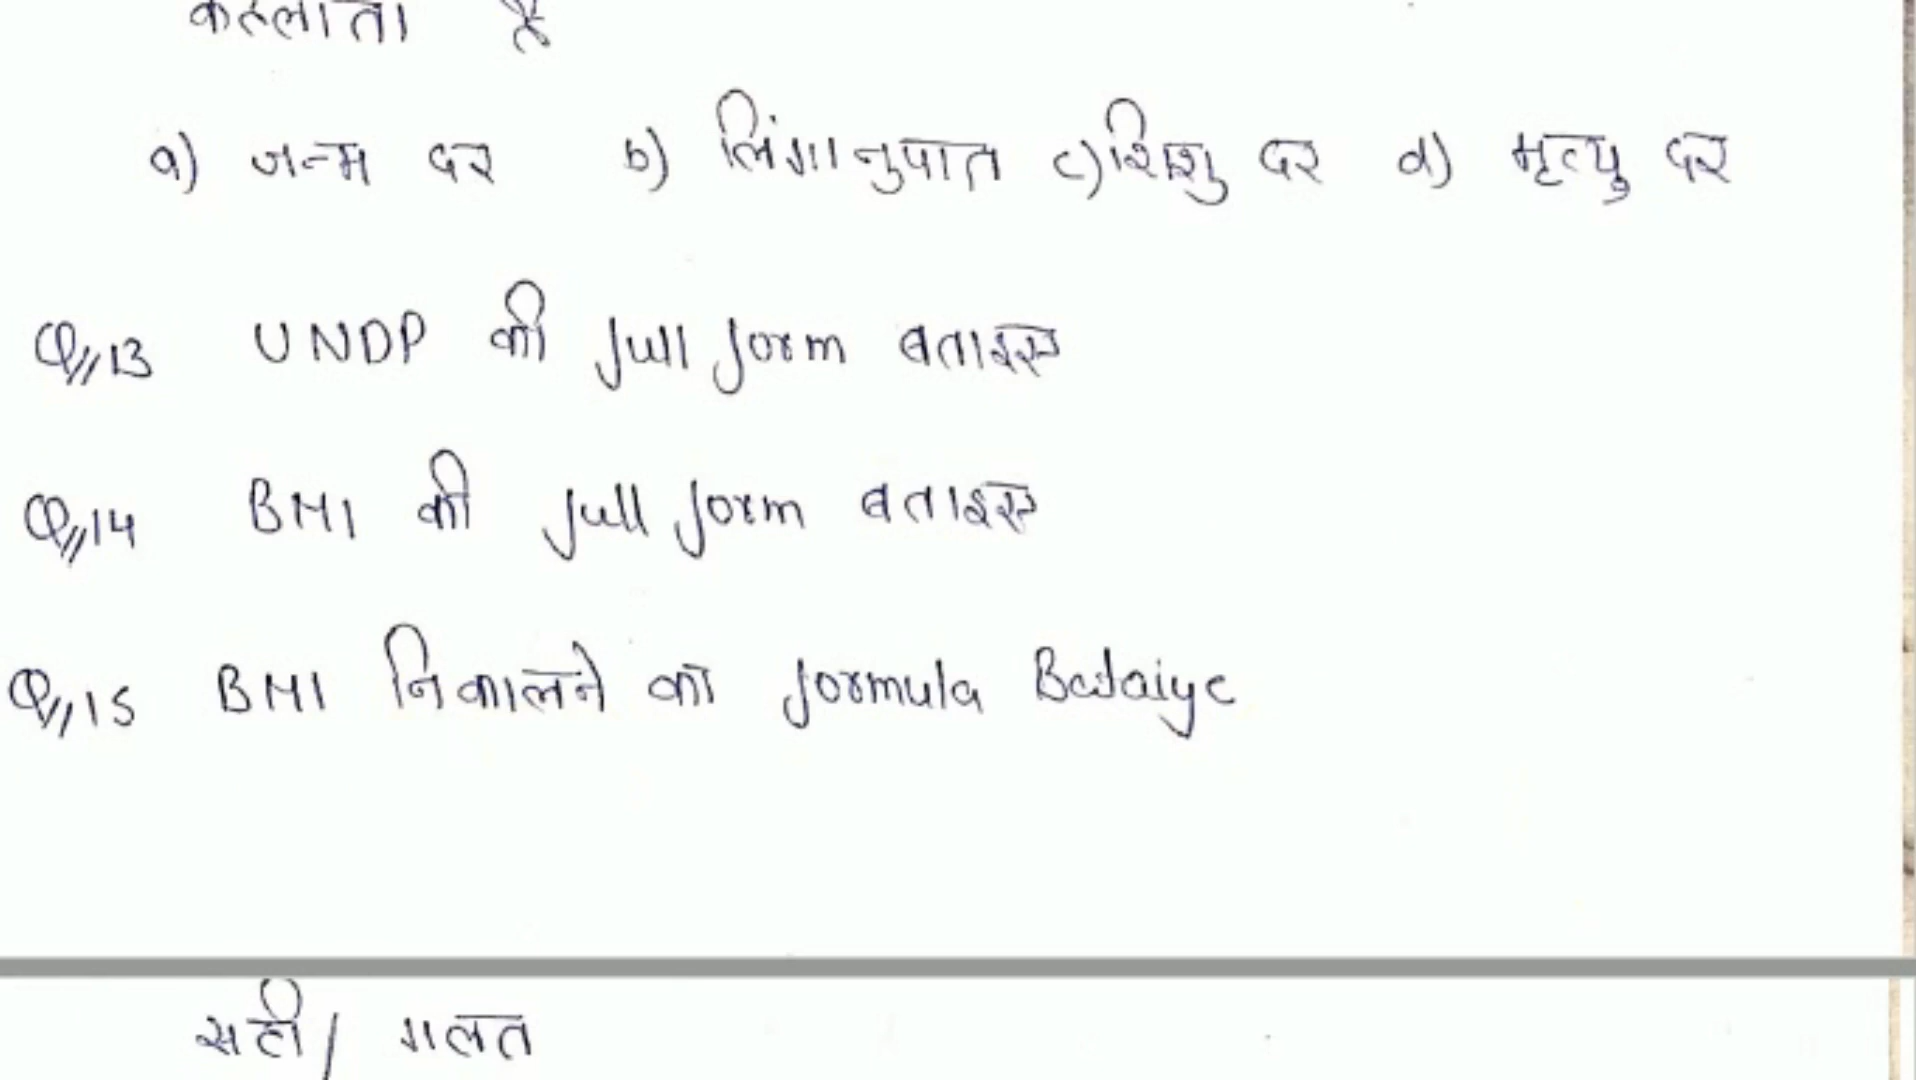 कहलाता है
a) जन्म दर b) लिंगानुपात c) शिशु दर d) मृत्यु दर
Q,,13 UNDP की full form बताइए
Q,,14 BMI की full form बताइए
Q,,15 BMI निकालने का formula Bataiye
सही/ गलत